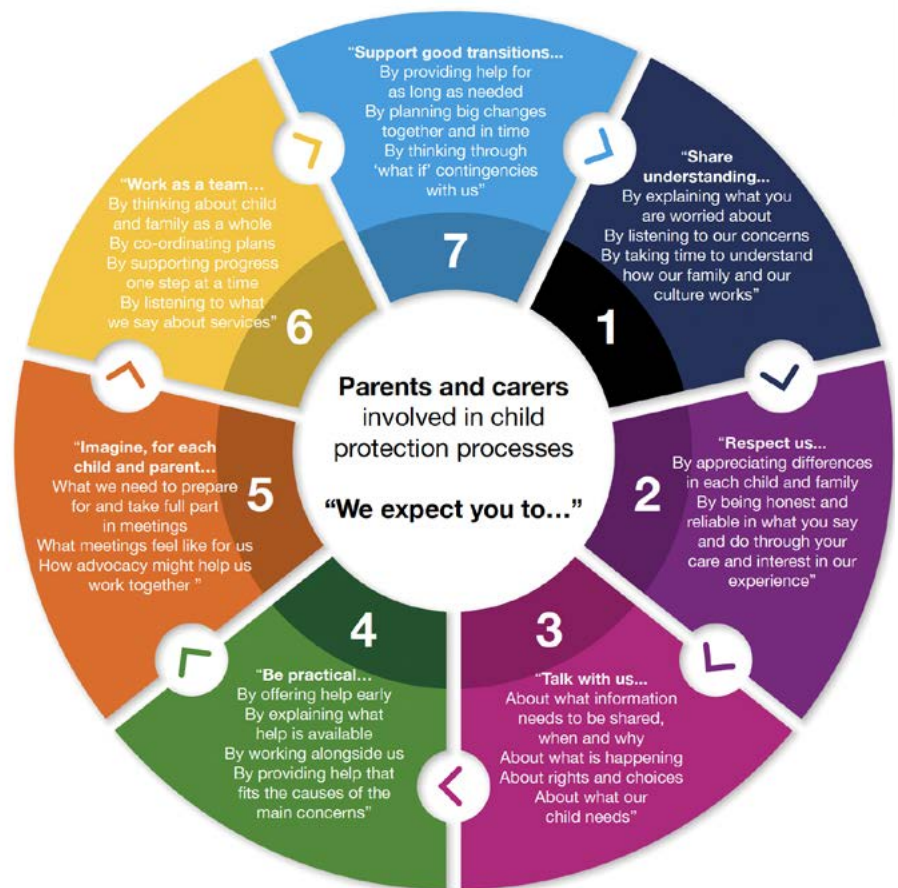 Parents and carers
involved in child
protection processes
“We expect you to...”
1
“Share
understanding...
By explaining what you
are worried about
By listening to our concerns
By taking time to understand
how our family and our
culture works”
2
“Respect us...
By appreciating differences
in each child and family
By being honest and
reliable in what you say
and do through your
care and interest in our
experience”
3
“Talk with us...
About what information
needs to be shared,
when and why
About what is happening
About rights and choices
About what our
child needs”
4
“Be practical...
By offering help early
By explaining what
help is available
By working alongside us
By providing help that
fits the causes of the
main concerns”
5
“Imagine, for each
child and parent...
What we need to prepare
for and take full part
in meetings
What meetings feel like for us
How advocacy might help us
work together ”
6
“Work as a team...
By thinking about child
and family as a whole
By co-ordinating plans
By supporting progress
one step at a time
By listening to what
we say about services”
7
“Support good transitions...
By providing help for
as long as needed
By planning big changes
together and in time
By thinking through
‘what if’ contingencies
with us”